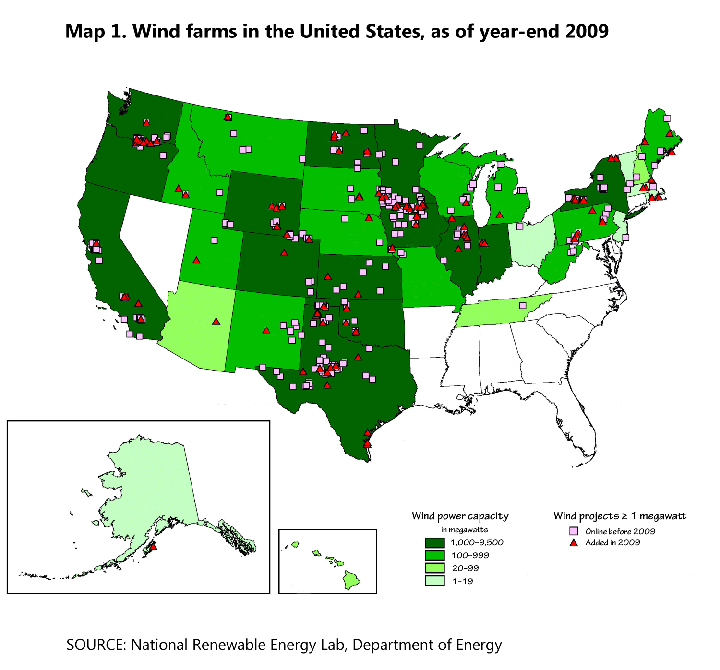 Map 1. Wind farms in the United States, as of year-end 2009
Wind power capacity
in megawatts
1,000-9,500
100-999
20-99
1-19
Wind projects ≥ 1 megawatt
Online before 2009
Added in 2009
SOURCE: National Renewable Energy Lab, Department of Energy